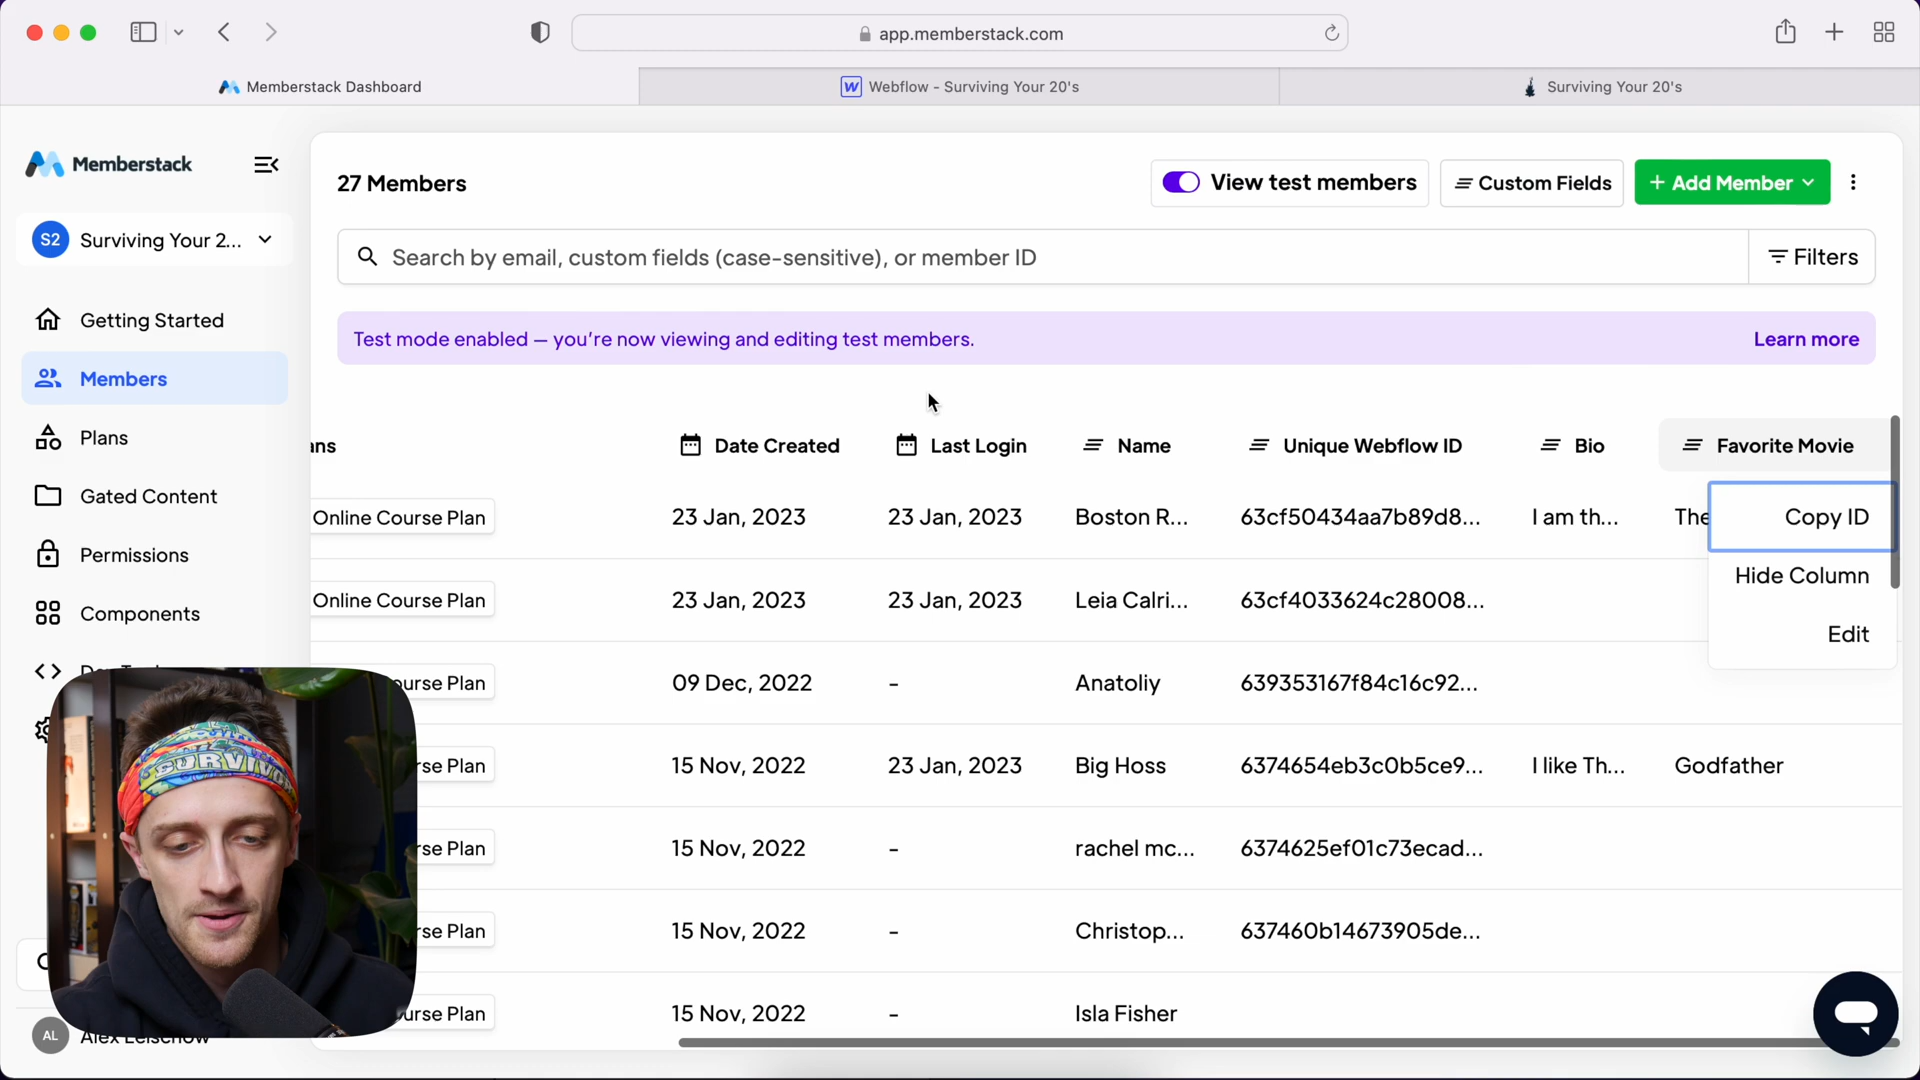 app.memberstack.com
Memberstack Dashboard
W Webflow - Surviving Your 20's
Surviving Your 20's
Memberstack
S2 Surviving Your 2...
Getting Started
Members
Plans
Gated Content
Permissions
Components
AL
27 Members
View test members
Custom Fields
+ Add Member
Search by email, custom fields (case-sensitive), or member ID
Filters
Test mode enabled – you're now viewing and editing test members.
Learn more
ans Date Created Last Login Name Unique Webflow ID Bio Favorite Movie
Online Course Plan 23 Jan, 2023 23 Jan, 2023 Boston R... 63cf50434aa7b89d8... I am th... The
Copy ID
Hide Column
Edit
Online Course Plan 23 Jan, 2023 23 Jan, 2023 Leia Calri... 63cf4033624c28008...
ourse Plan 09 Dec, 2022 - Anatoliy 639353167f84c16c92...
rse Plan 15 Nov, 2022 23 Jan, 2023 Big Hoss 6374654eb3c0b5ce9... I like Th... Godfather
rse Plan 15 Nov, 2022 - rachel mc... 6374625ef01c73ecad...
rse Plan 15 Nov, 2022 - Christop... 637460b14673905de...
urse Plan 15 Nov, 2022 - Isla Fisher
SURVIVO